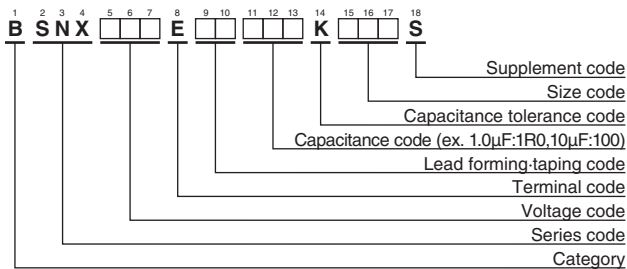 1 2 3 4 5 6 7 8 9 10 11 12 13 14 15 16 17 18
B S N X E K S
Supplement code
Size code
Capacitance tolerance code
Capacitance code (ex. 1.0μF:1R0,10μF:100)
Lead forming·taping code
Terminal code
Voltage code
Series code
Category